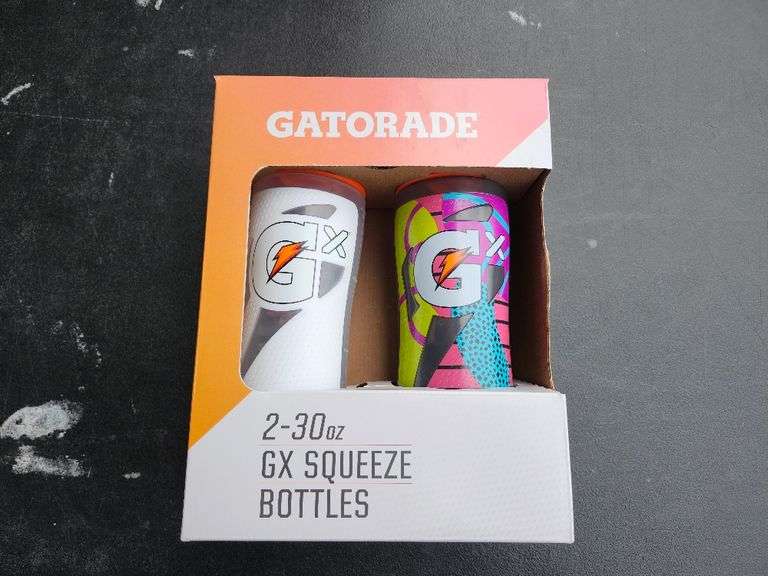 GATORADE
Gx
Gx
2-30oz
GX SQUEEZE
BOTTLES